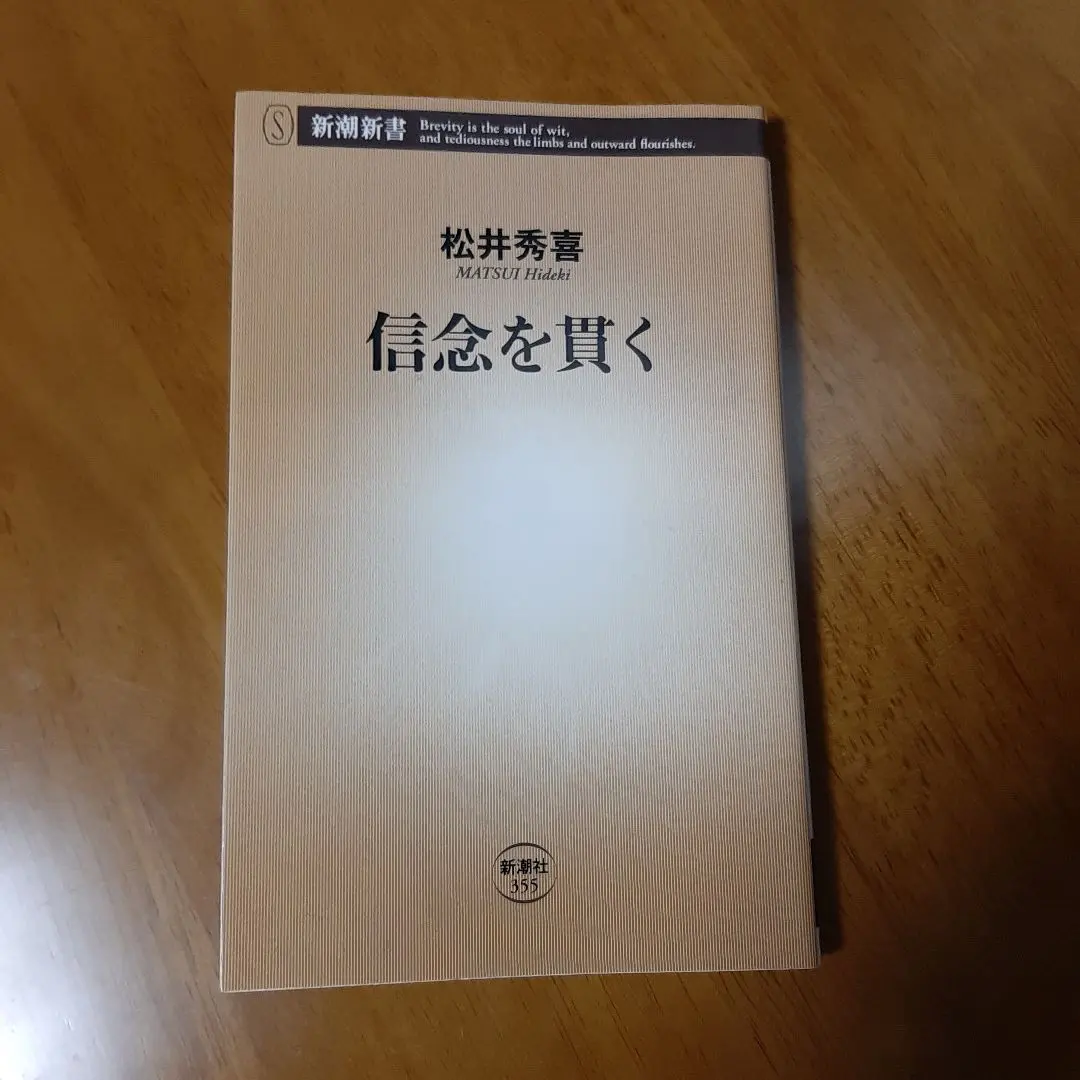 S
新潮新書
Brevity is the soul of wit,
and tediousness the limbs and outward flourishes.
松井秀喜
MATSUI Hideki
信念を貫く
新潮社
355